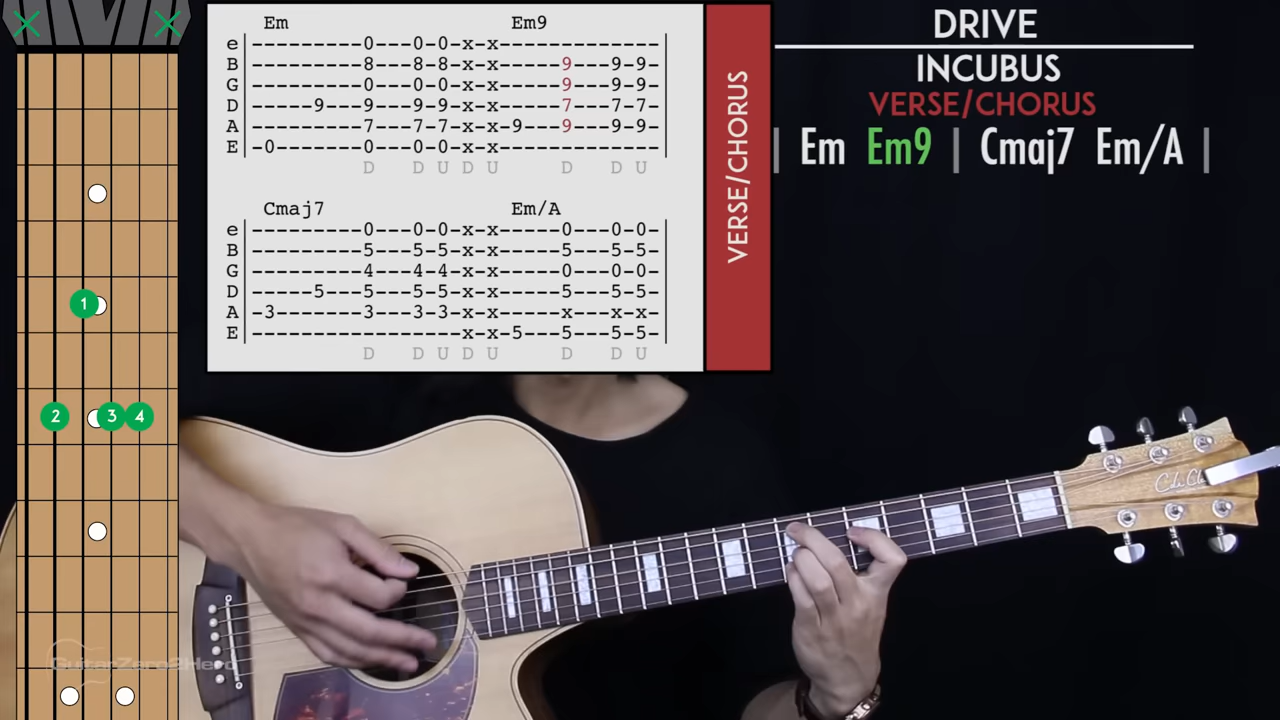 Em Em9
e|---------0---0-0-x-x-------------|
B|---------8---8-8-x-x-----9---9-9-|
G|---------0---0-0-x-x-----9---9-9-|
D|-----9---9---9-9-x-x-----7---7-7-|
A|---------7---7-7-x-x-9---9---9-9-|
E|-0-------0---0-0-x-x-------------|
D D U D U D D U
Cmaj7 Em/A
e|---------0---0-0-x-x-----0---0-0-|
B|---------5---5-5-x-x-----5---5-5-|
G|---------4---4-4-x-x-----0---0-0-|
D|-----5---5---5-5-x-x-----5---5-5-|
A|-3-------3---3-3-x-x-----x---x-x-|
E|-----------------x-x-5---5---5-5-|
D D U D U D D U
VERSE/CHORUS
DRIVE
INCUBUS
VERSE/CHORUS
| Em Em9 | Cmaj7 Em/A |
1
2 3 4
GuitarZero2Hero